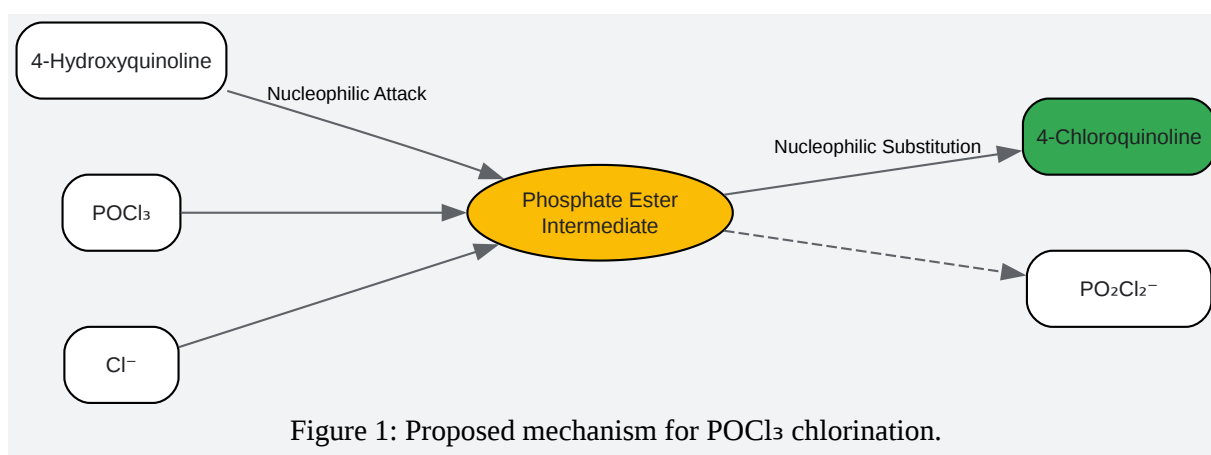 4-Hydroxyquinoline
Nucleophilic Attack
POCl₃
Cl⁻
Phosphate Ester
Intermediate
Nucleophilic Substitution
4-Chloroquinoline
PO₂Cl₂⁻
Figure 1: Proposed mechanism for POCl₃ chlorination.